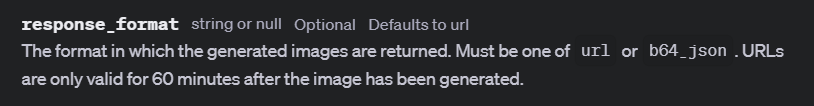 response_format string or null Optional Defaults to url
The format in which the generated images are returned. Must be one of url or b64_json . URLs
are only valid for 60 minutes after the image has been generated.